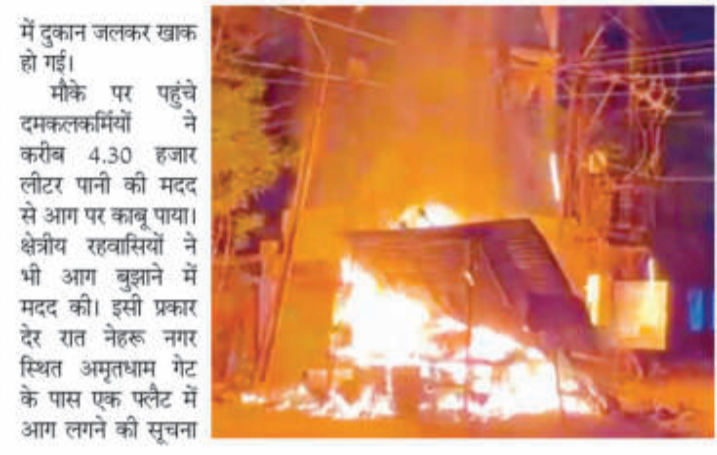 में दुकान जलकर खाक
हो गई।
मौके पर पहुंचे
दमकलकर्मियों ने
करीब 4.30 हजार
लीटर पानी की मदद
से आग पर काबू पाया।
क्षेत्रीय रहवासियों ने
भी आग बुझाने में
मदद की। इसी प्रकार
देर रात नेहरू नगर
स्थित अमृतधाम गेट
के पास एक फ्लैट में
आग लगने की सूचना